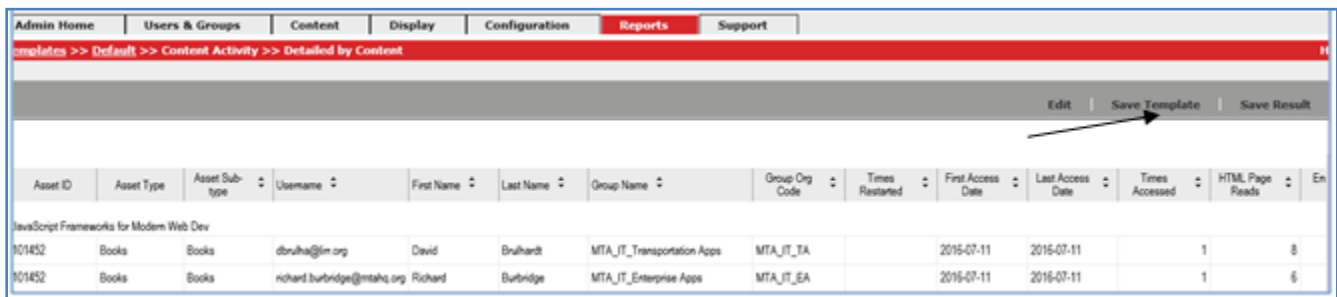 Admin Home Users & Groups Content Display Configuration Reports Support
emplates >> Default >> Content Activity >> Detailed by Content H
Edit Save Template Save Result
Asset ID Asset Type Asset Sub-type Username First Name Last Name Group Name Group Org Code Times Restarted First Access Date Last Access Date Times Accessed HTML Page Reads En
JavaScript Frameworks for Modern Web Dev
101452 Books Books dbrulha@lirr.org David Brulhardt MTA_IT_Transportation Apps MTA_IT_TA 2016-07-11 2016-07-11 1 8
101452 Books Books richard.burbridge@mtahq.org Richard Burbridge MTA_IT_Enterprise Apps MTA_IT_EA 2016-07-11 2016-07-11 1 6